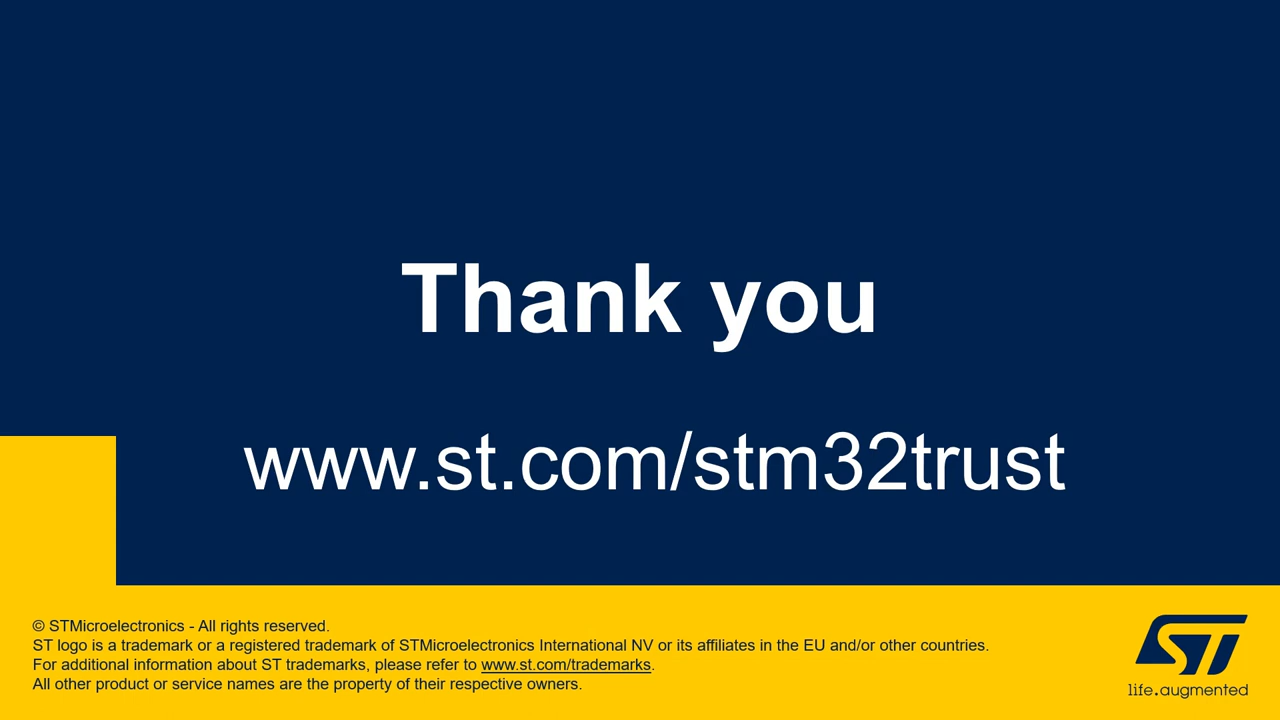 Thank you
www.st.com/stm32trust
© STMicroelectronics - All rights reserved.
ST logo is a trademark or a registered trademark of STMicroelectronics International NV or its affiliates in the EU and/or other countries.
For additional information about ST trademarks, please refer to www.st.com/trademarks.
All other product or service names are the property of their respective owners.
ST
life.augmented